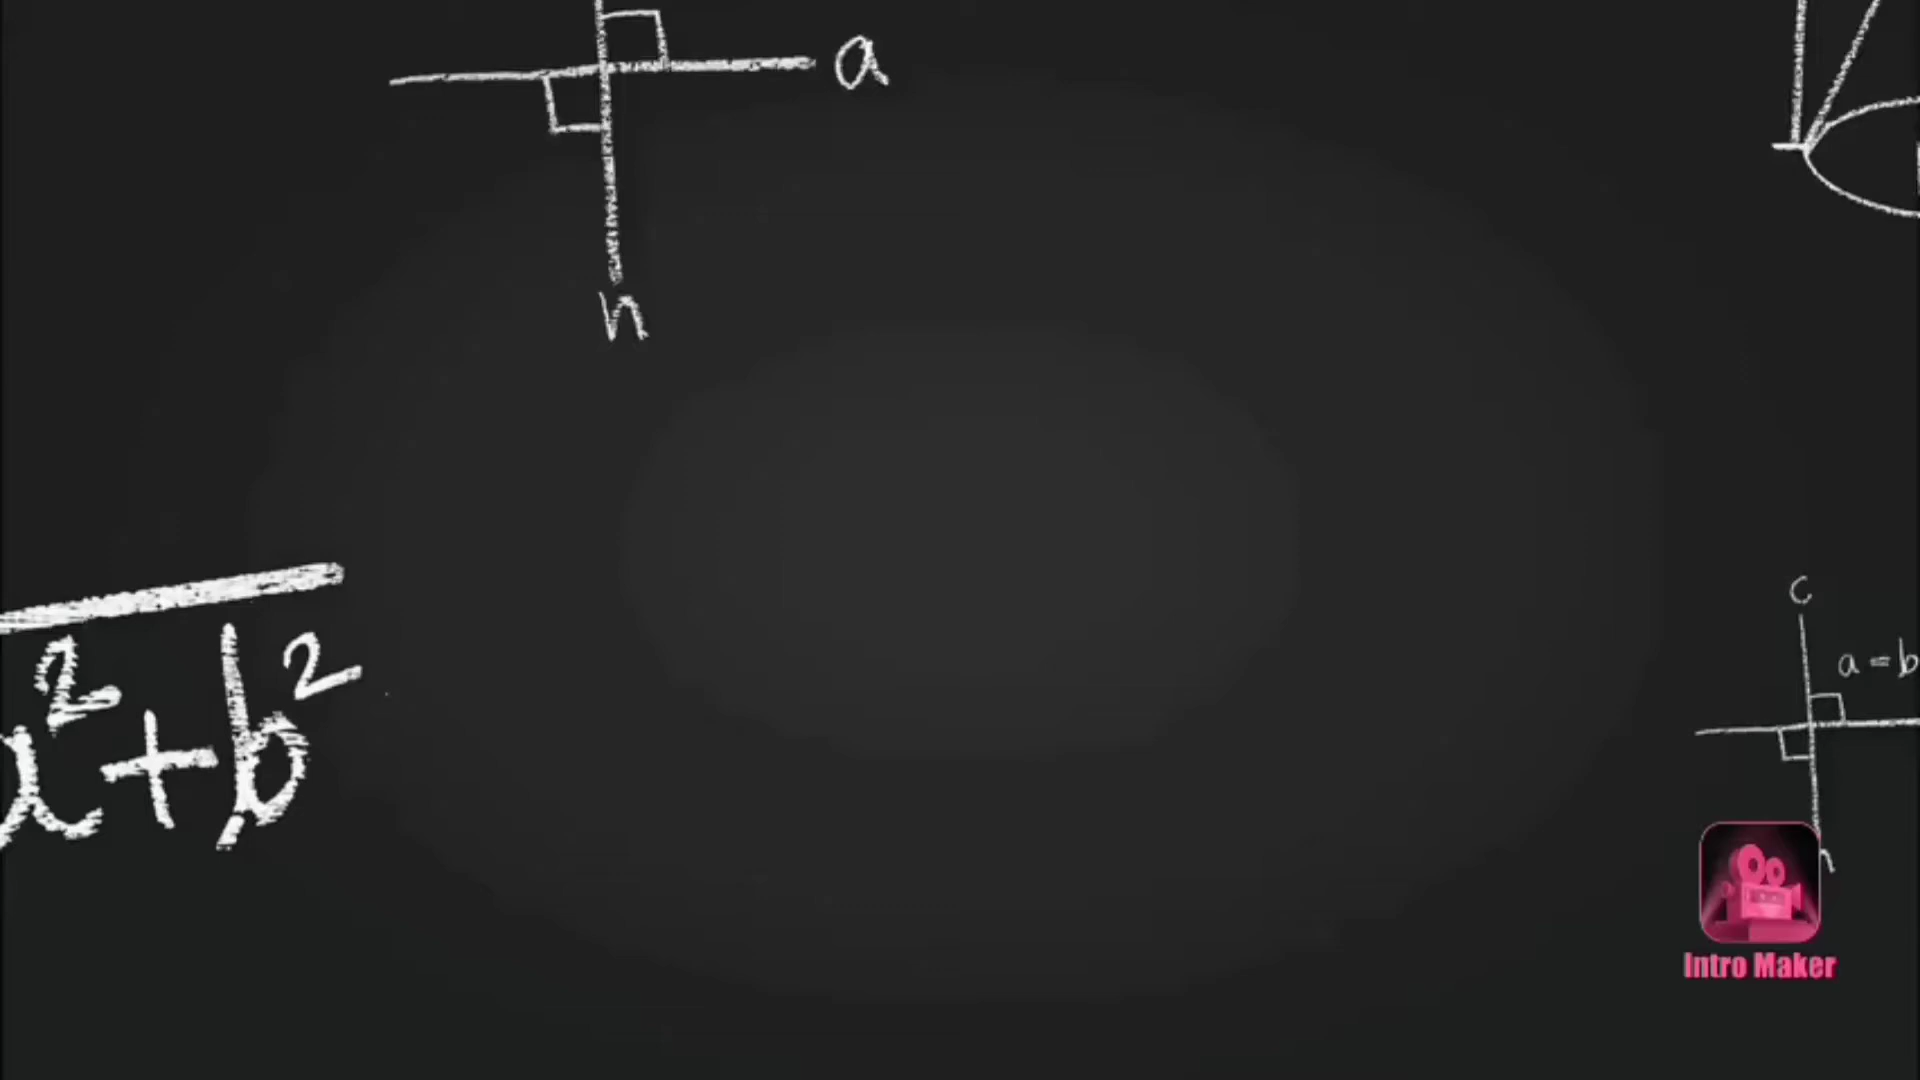 a
n
a²+b²
c
a=b
n
Intro Maker